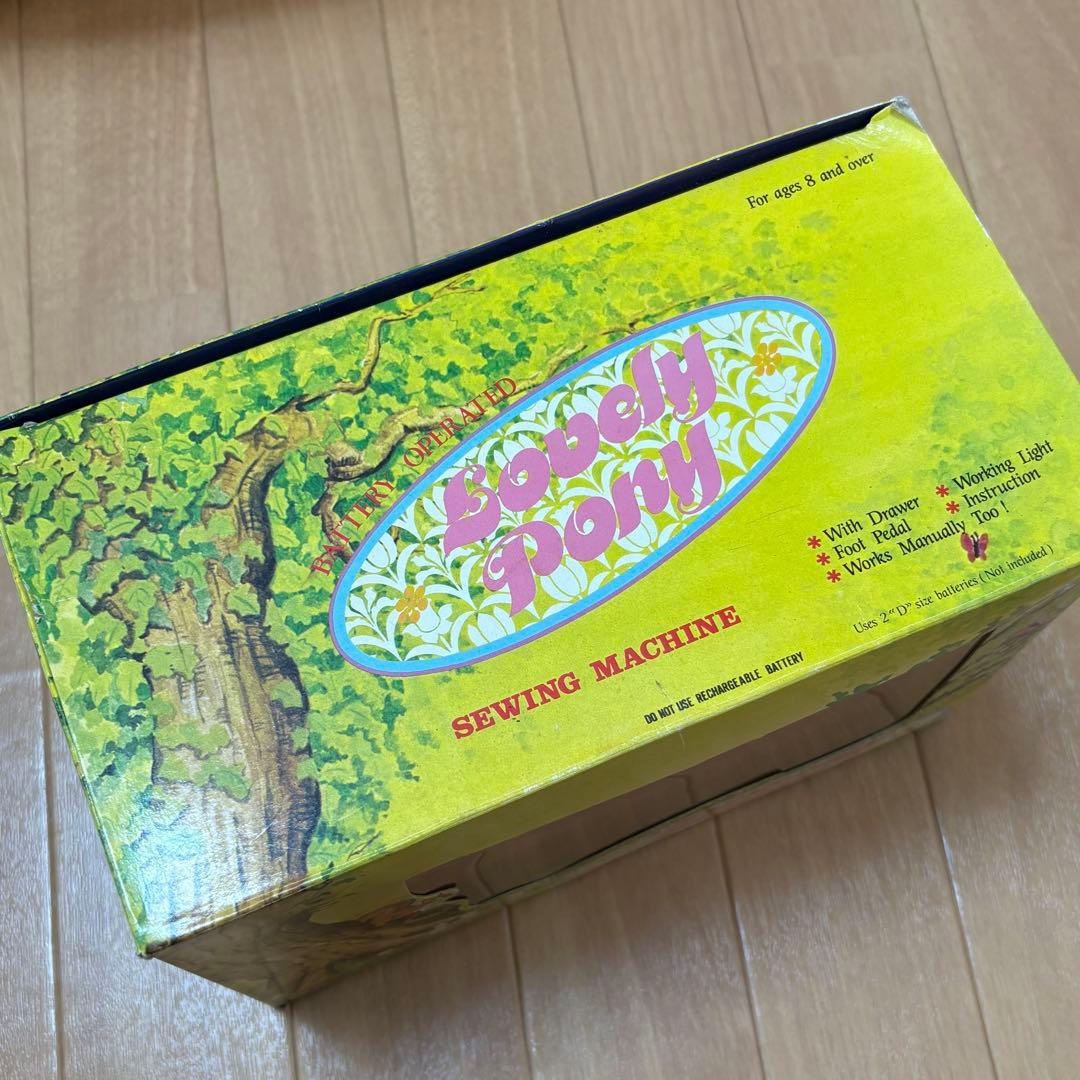 For ages 8 and over
BATTERY OPERATED
Lovely
Pony
SEWING MACHINE
* With Drawer
* Foot Pedal
* Works Manually Too !
* Working Light
* Instruction
Uses 2 "D" size batteries (Not included)
DO NOT USE RECHARGEABLE BATTERY